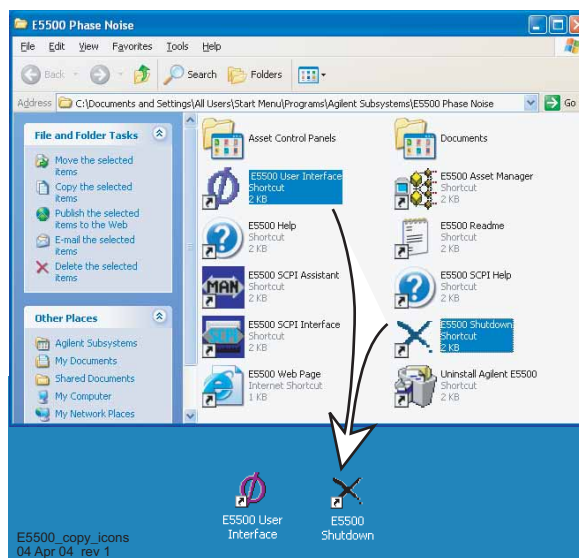 E5500 Phase Noise
File Edit View Favorites Tools Help
Back Search Folders
Address C:\Documents and Settings\All Users\Start Menu\Programs\Agilent Subsystems\E5500 Phase Noise Go
File and Folder Tasks
Move the selected
items
Copy the selected
items
Publish the selected
items to the Web
E-mail the selected
items
Delete the selected
items
Other Places
Agilent Subsystems
My Documents
Shared Documents
My Computer
My Network Places
Asset Control Panels
Documents
E5500 User Interface
Shortcut
2 KB
E5500 Asset Manager
Shortcut
2 KB
E5500 Help
Shortcut
2 KB
E5500 Readme
Shortcut
2 KB
MAN
E5500 SCPI Assistant
Shortcut
2 KB
E5500 SCPI Help
Shortcut
2 KB
SCPI
E5500 SCPI Interface
Shortcut
2 KB
E5500 Shutdown
Shortcut
2 KB
E5500 Web Page
Internet Shortcut
1 KB
Uninstall Agilent E5500
Shortcut
2 KB
E5500 User
Interface
E5500
Shutdown
E5500_copy_icons
04 Apr 04 rev 1